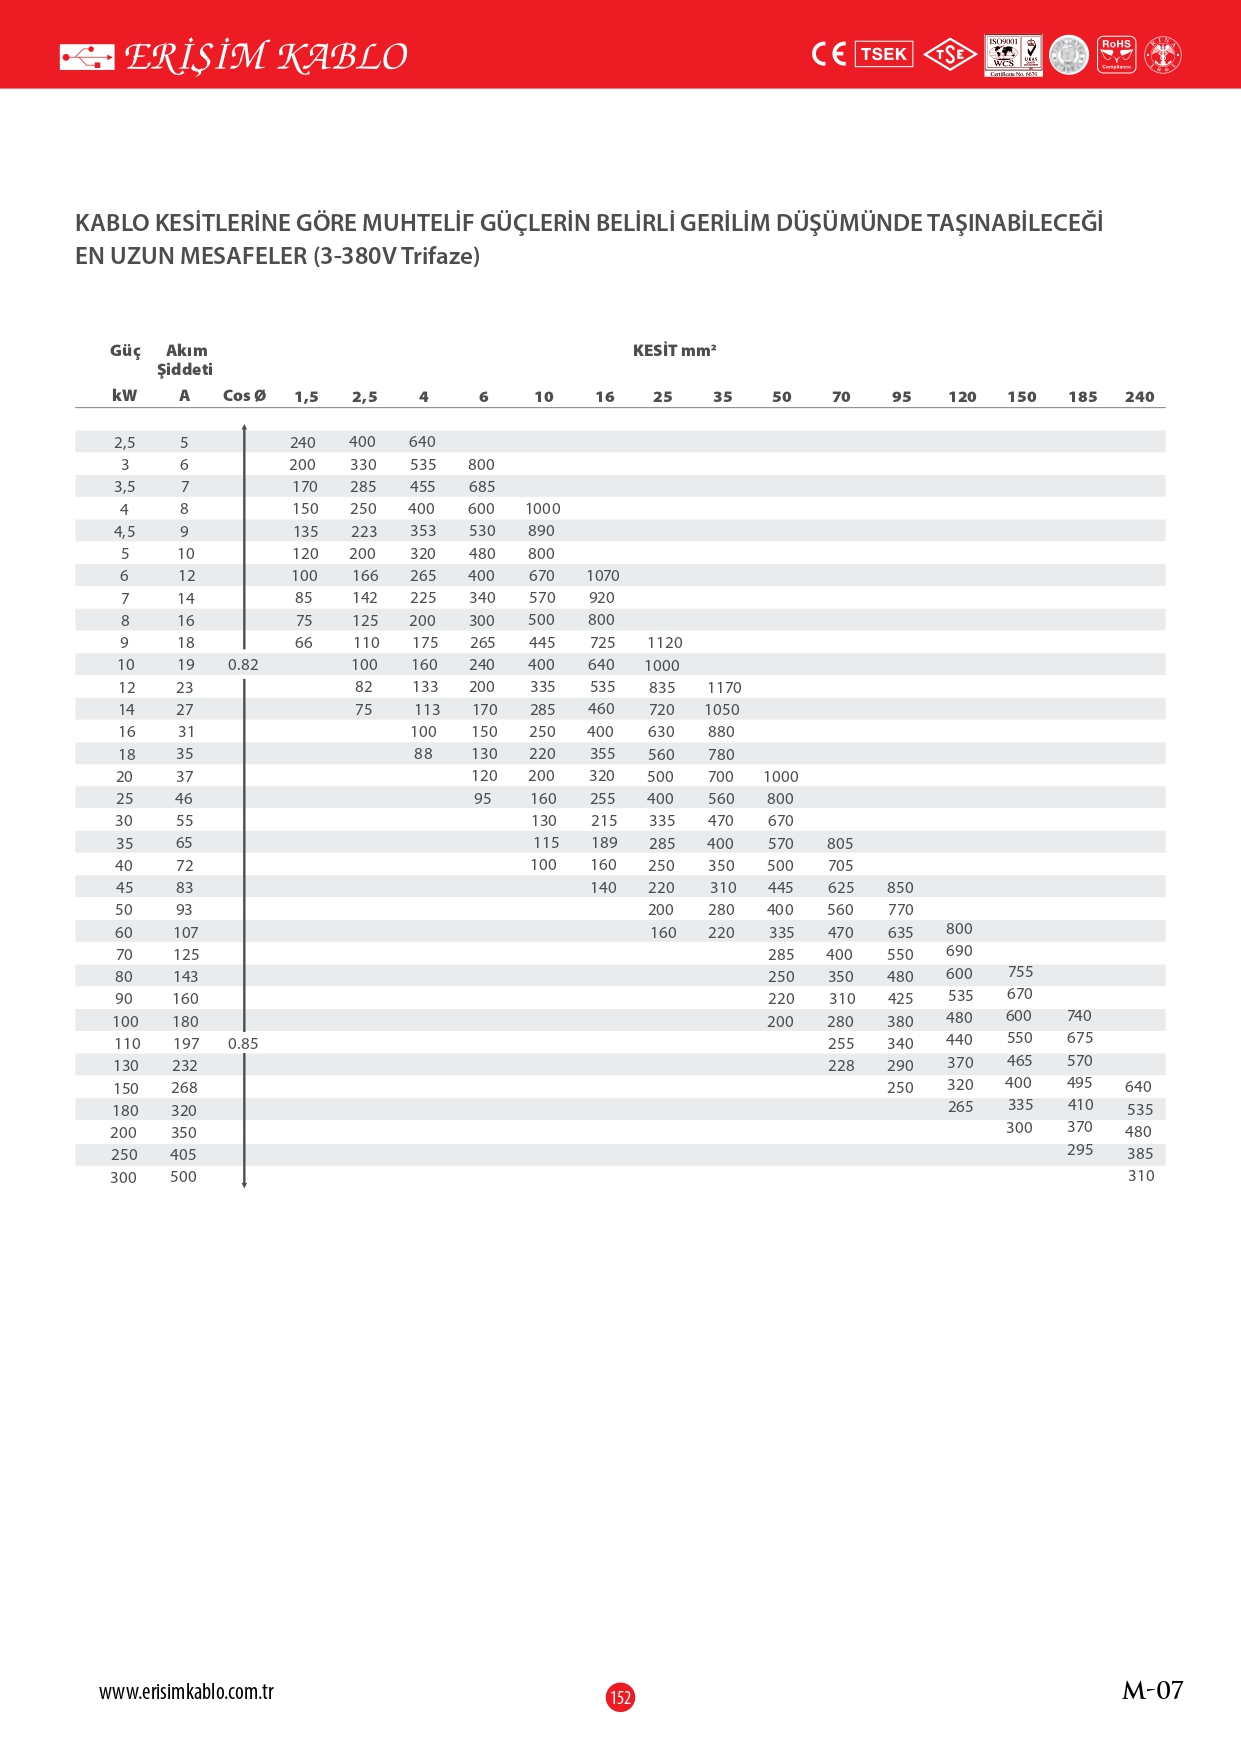 ERİŞİM KABLO
CE TSEK TSE ISO9001 WCS UKAS Certificate No. 6670 RoHS Compliance
KABLO KESİTLERİNE GÖRE MUHTELİF GÜÇLERİN BELİRLİ GERİLİM DÜŞÜMÜNDE TAŞINABİLECEĞİ
EN UZUN MESAFELER (3-380V Trifaze)
Güç Akım KESİT mm²
Şiddeti
kW A Cos Ø 1,5 2,5 4 6 10 16 25 35 50 70 95 120 150 185 240
2,5 5 240 400 640
3 6 200 330 535 800
3,5 7 170 285 455 685
4 8 150 250 400 600 1000
4,5 9 135 223 353 530 890
5 10 120 200 320 480 800
6 12 100 166 265 400 670 1070
7 14 85 142 225 340 570 920
8 16 75 125 200 300 500 800
9 18 66 110 175 265 445 725 1120
10 19 0.82 100 160 240 400 640 1000
12 23 82 133 200 335 535 835 1170
14 27 75 113 170 285 460 720 1050
16 31 100 150 250 400 630 880
18 35 88 130 220 355 560 780
20 37 120 200 320 500 700 1000
25 46 95 160 255 400 560 800
30 55 130 215 335 470 670
35 65 115 189 285 400 570 805
40 72 100 160 250 350 500 705
45 83 140 220 310 445 625 850
50 93 200 280 400 560 770
60 107 160 220 335 470 635 800
70 125 285 400 550 690
80 143 250 350 480 600 755
90 160 220 310 425 535 670
100 180 200 280 380 480 600 740
110 197 0.85 255 340 440 550 675
130 232 228 290 370 465 570
150 268 250 320 400 495 640
180 320 265 335 410 535
200 350 300 370 480
250 405 295 385
300 500 310
www.erisimkablo.com.tr 152 M-07